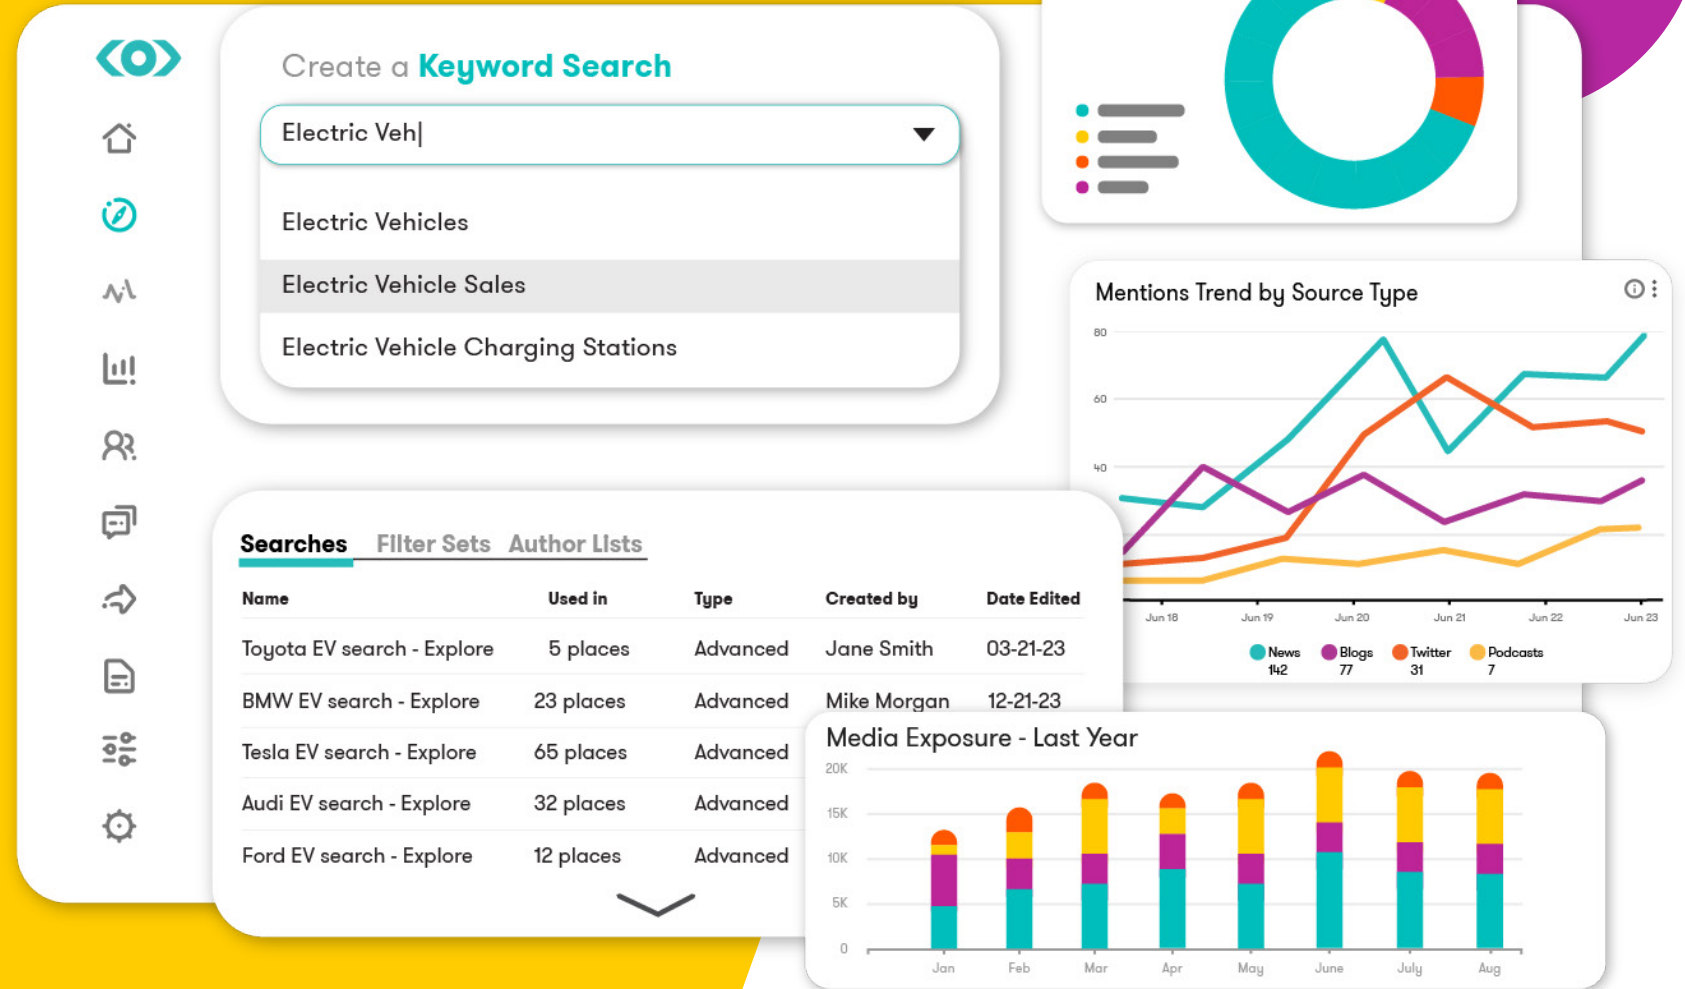 Create a Keyword Search
Electric Veh
Electric Vehicles
Electric Vehicle Sales
Electric Vehicle Charging Stations
Mentions Trend by Source Type
80
60
40
Jun 18 Jun 19 Jun 20 Jun 21 Jun 22 Jun 23
News Blogs Twitter Podcasts
142 77 31 7
Searches Filter Sets Author Lists
Name Used in Type Created by Date Edited
Toyota EV search - Explore 5 places Advanced Jane Smith 03-21-23
BMW EV search - Explore 23 places Advanced Mike Morgan 12-21-23
Tesla EV search - Explore 65 places Advanced
Audi EV search - Explore 32 places Advanced
Ford EV search - Explore 12 places Advanced
Media Exposure - Last Year
20K
15K
10K
5K
0
Jan Feb Mar Apr May June July Aug